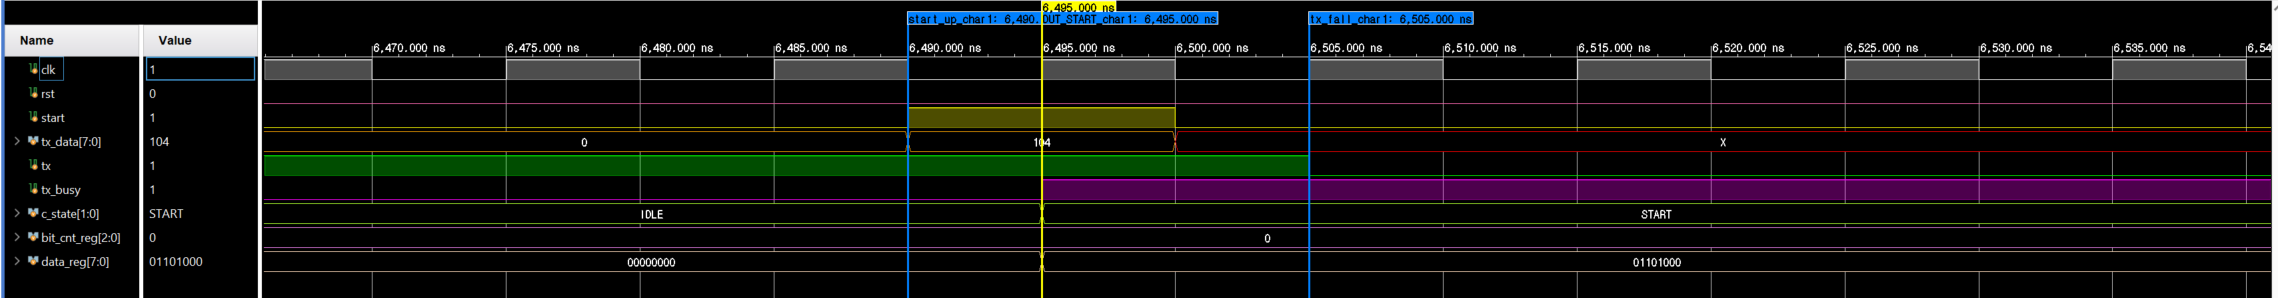 6,495.000 ns
start_up_char1: 6,490. DUT_START_char1: 6,495.000 ns tx_fall_char1: 6,505.000 ns
Name Value 6,470.000 ns 6,475.000 ns 6,480.000 ns 6,485.000 ns 6,490.000 ns 6,495.000 ns 6,500.000 ns 6,505.000 ns 6,510.000 ns 6,515.000 ns 6,520.000 ns 6,525.000 ns 6,530.000 ns 6,535.000 ns 6,54
clk 1
rst 0
start 1
tx_data[7:0] 104 0 104 X
tx 1
tx_busy 1
c_state[1:0] START IDLE START
bit_cnt_reg[2:0] 0 0
data_reg[7:0] 01101000 00000000 01101000